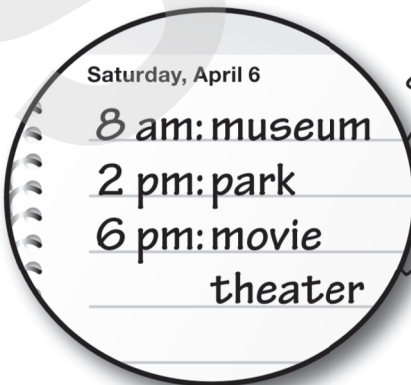 Saturday, April 6
8 am: museum
2 pm: park
6 pm: movie
theater